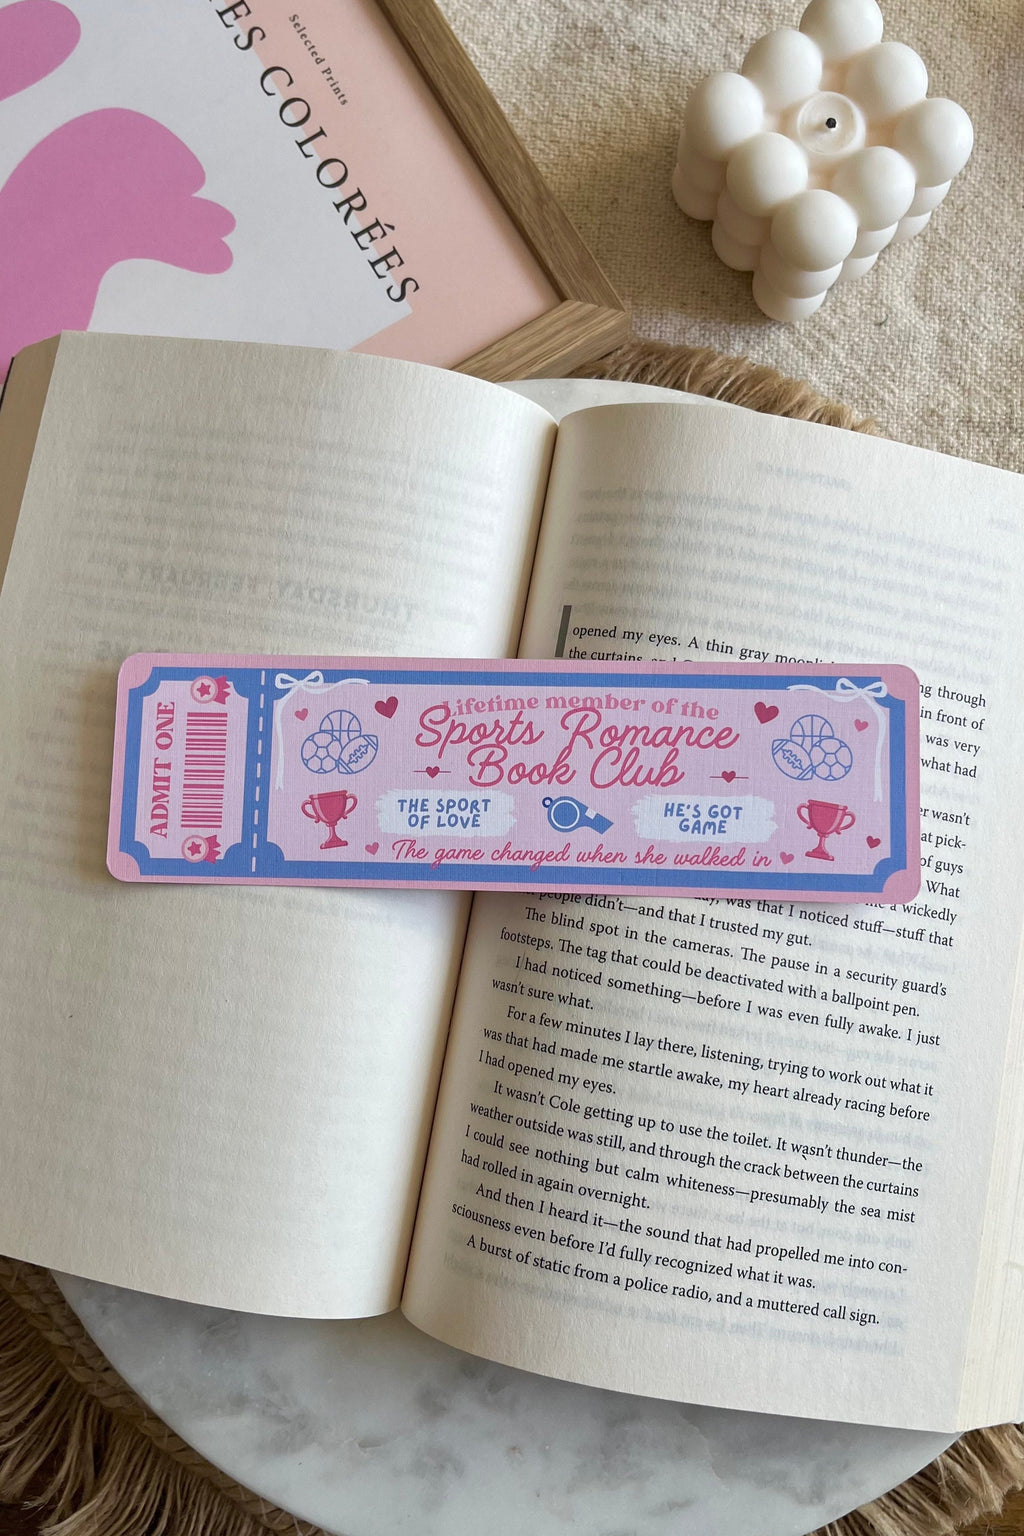 ES COLORÉES
Selected Prints
THURSDAY, FEBRUARY 9
opened my eyes. A thin gray
the curtains, and
ng through
in front of
was very
what had
ADMIT ONE
Lifetime member of the
Sports Romance
Book Club
THE SPORT
OF LOVE
HE'S GOT
GAME
The game changed when she walked in
er wasn't
at pick-
of guys
What
a wickedly
people didn't—and that I trusted my gut.
was that I noticed stuff—stuff that
The blind spot in the cameras. The pause in a security guard's
footsteps. The tag that could be deactivated with a ballpoint pen.
I had noticed something—before I was even fully awake. I just
wasn't sure what.
For a few minutes I lay there, listening, trying to work out what it
was that had made me startle awake, my heart already racing before
I had opened my eyes.
It wasn't Cole getting up to use the toilet. It wasn't thunder—the
weather outside was still, and through the crack between the curtains
I could see nothing but calm whiteness—presumably the sea mist
had rolled in again overnight.
And then I heard it—the sound that had propelled me into con-
sciousness even before I'd fully recognized what it was.
A burst of static from a police radio, and a muttered call sign.